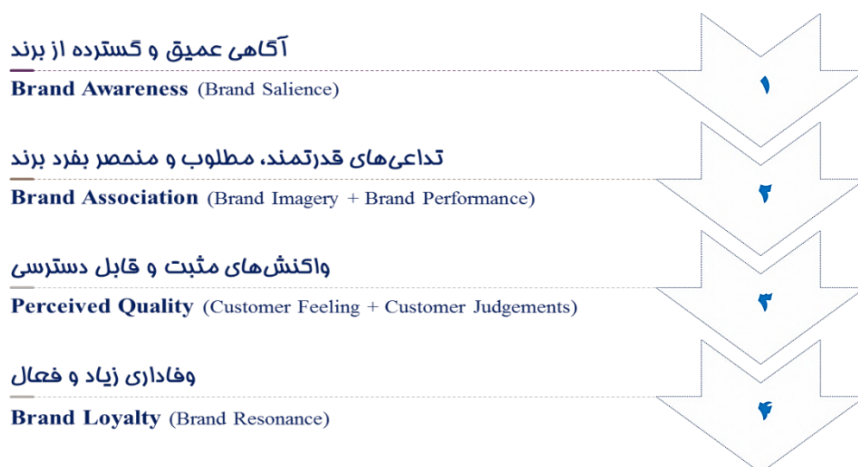 آگاهی عمیق و گسترده از برند
Brand Awareness (Brand Salience)
۱
تداعی‌های قدرتمند، مطلوب و منحصر بفرد برند
Brand Association (Brand Imagery + Brand Performance)
۲
واکنش‌های مثبت و قابل دسترسی
Perceived Quality (Customer Feeling + Customer Judgements)
۳
وفاداری زیاد و فعال
Brand Loyalty (Brand Resonance)
۴